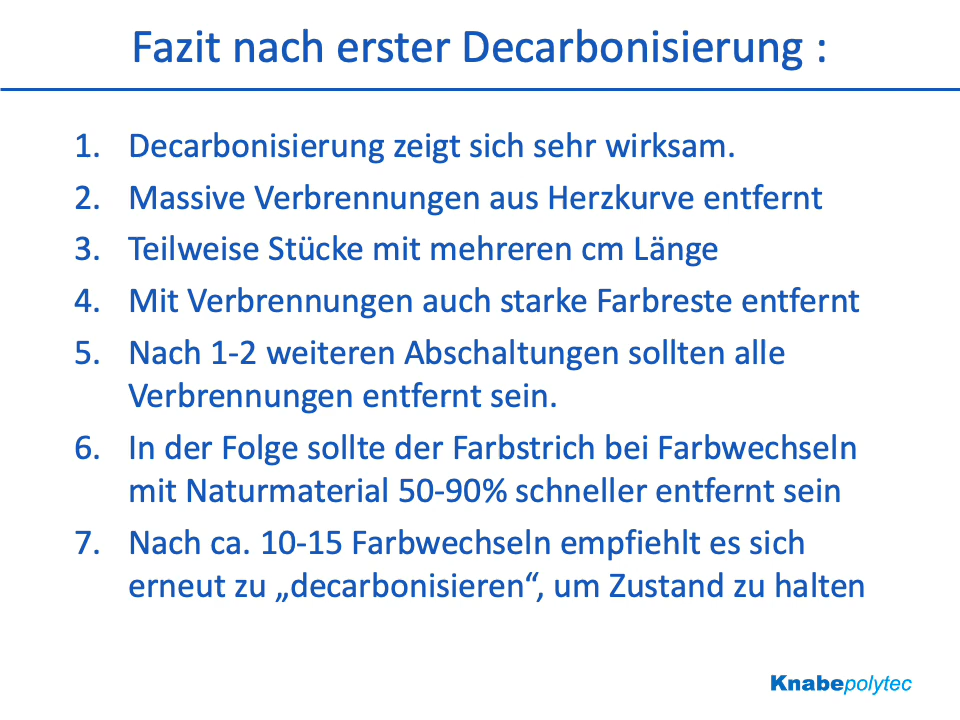 Fazit nach erster Decarbonisierung :
1. Decarbonisierung zeigt sich sehr wirksam.
2. Massive Verbrennungen aus Herzkurve entfernt
3. Teilweise Stücke mit mehreren cm Länge
4. Mit Verbrennungen auch starke Farbreste entfernt
5. Nach 1-2 weiteren Abschaltungen sollten alle
Verbrennungen entfernt sein.
6. In der Folge sollte der Farbstrich bei Farbwechseln
mit Naturmaterial 50-90% schneller entfernt sein
7. Nach ca. 10-15 Farbwechseln empfiehlt es sich
erneut zu „decarbonisieren“, um Zustand zu halten
Knabepolytec